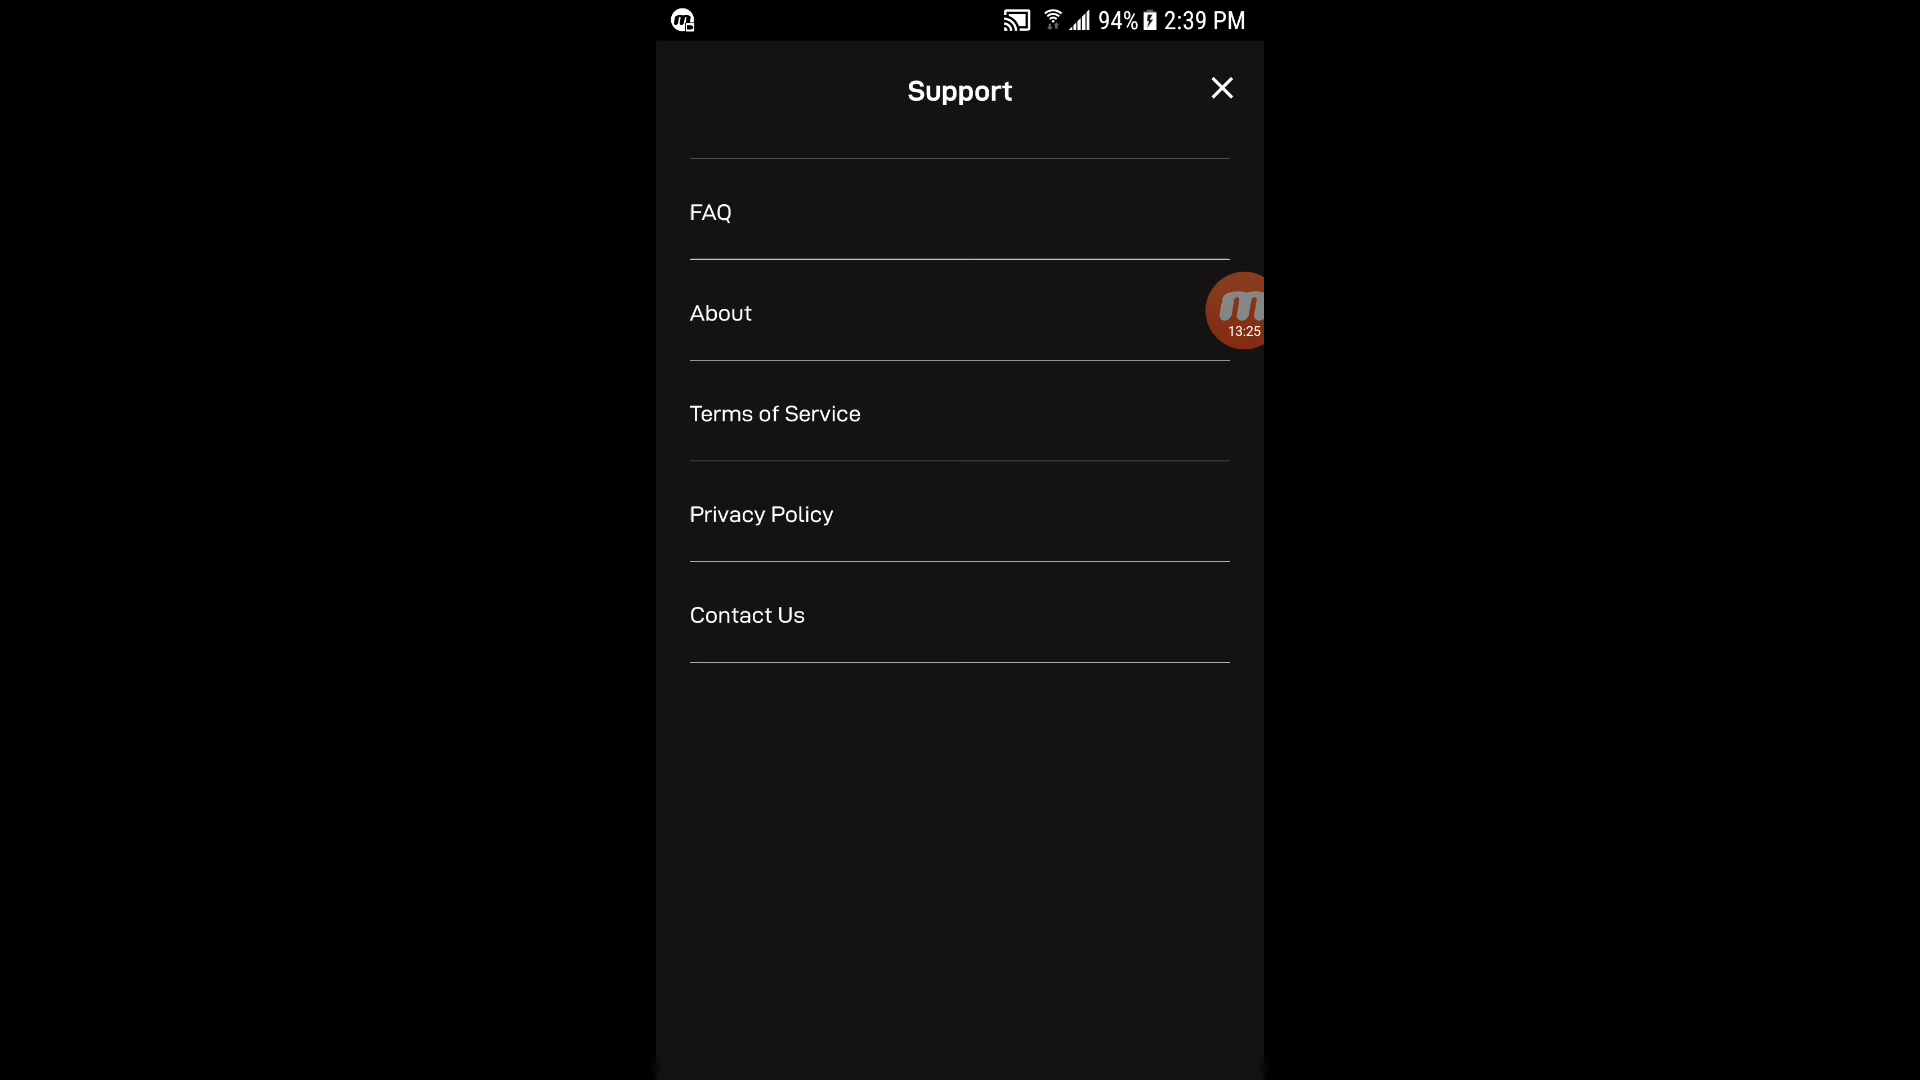 94% 2:39 PM
Support
FAQ
About
13:25
Terms of Service
Privacy Policy
Contact Us